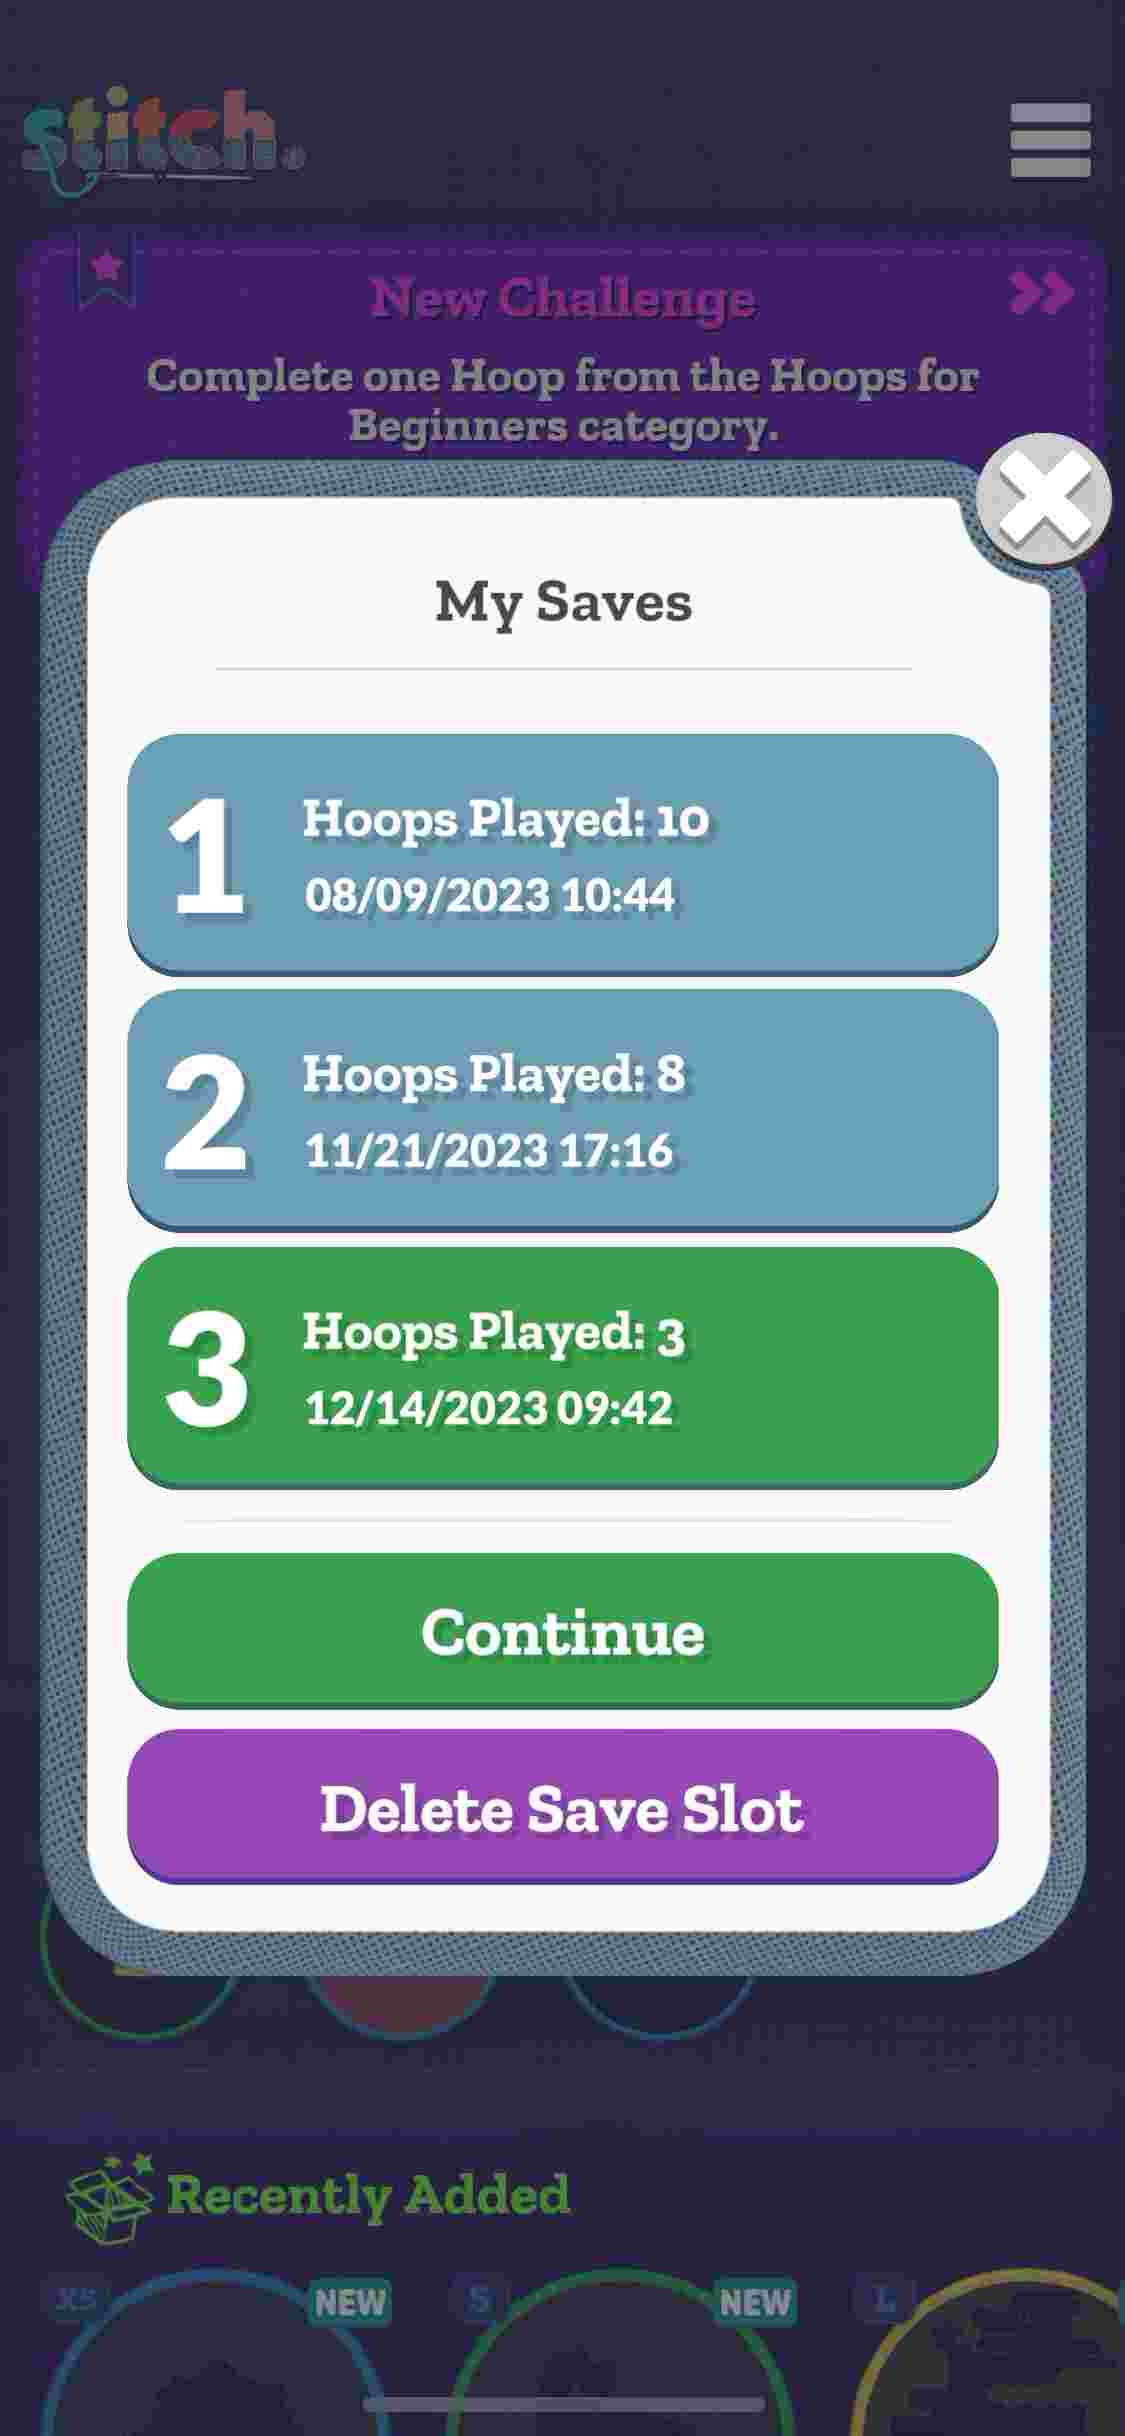 stitch.
New Challenge
Complete one Hoop from the Hoops for
Beginners category.
My Saves
1
Hoops Played: 10
08/09/2023 10:44
2
Hoops Played: 8
11/21/2023 17:16
3
Hoops Played: 3
12/14/2023 09:42
Continue
Delete Save Slot
Recently Added
XS NEW S NEW L